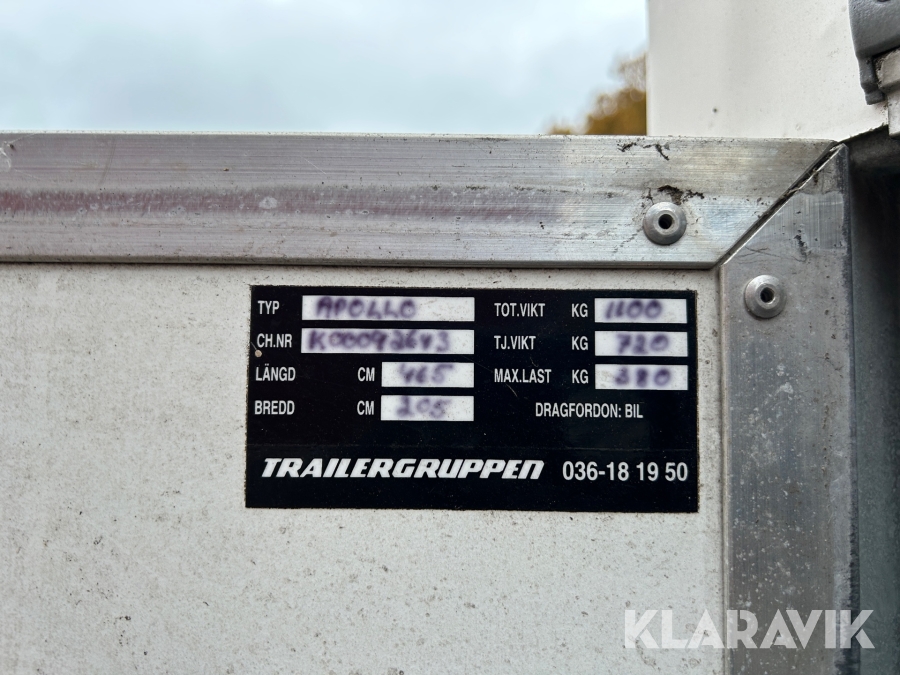 TYP APOLLO
CH.NR K00092643
LÄNGD CM 465
BREDD CM 205
TOT.VIKT KG 1100
TJ.VIKT KG 720
MAX.LAST KG 380
DRAGFORDON: BIL
TRAILERGRUPPEN 036-18 19 50
KLARAVIK